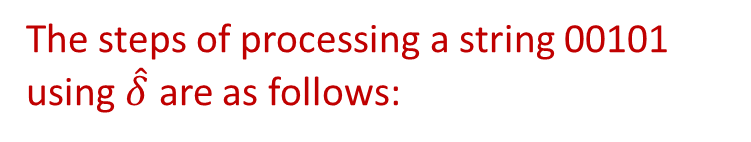 The steps of processing a string 00101
using δ̂ are as follows: